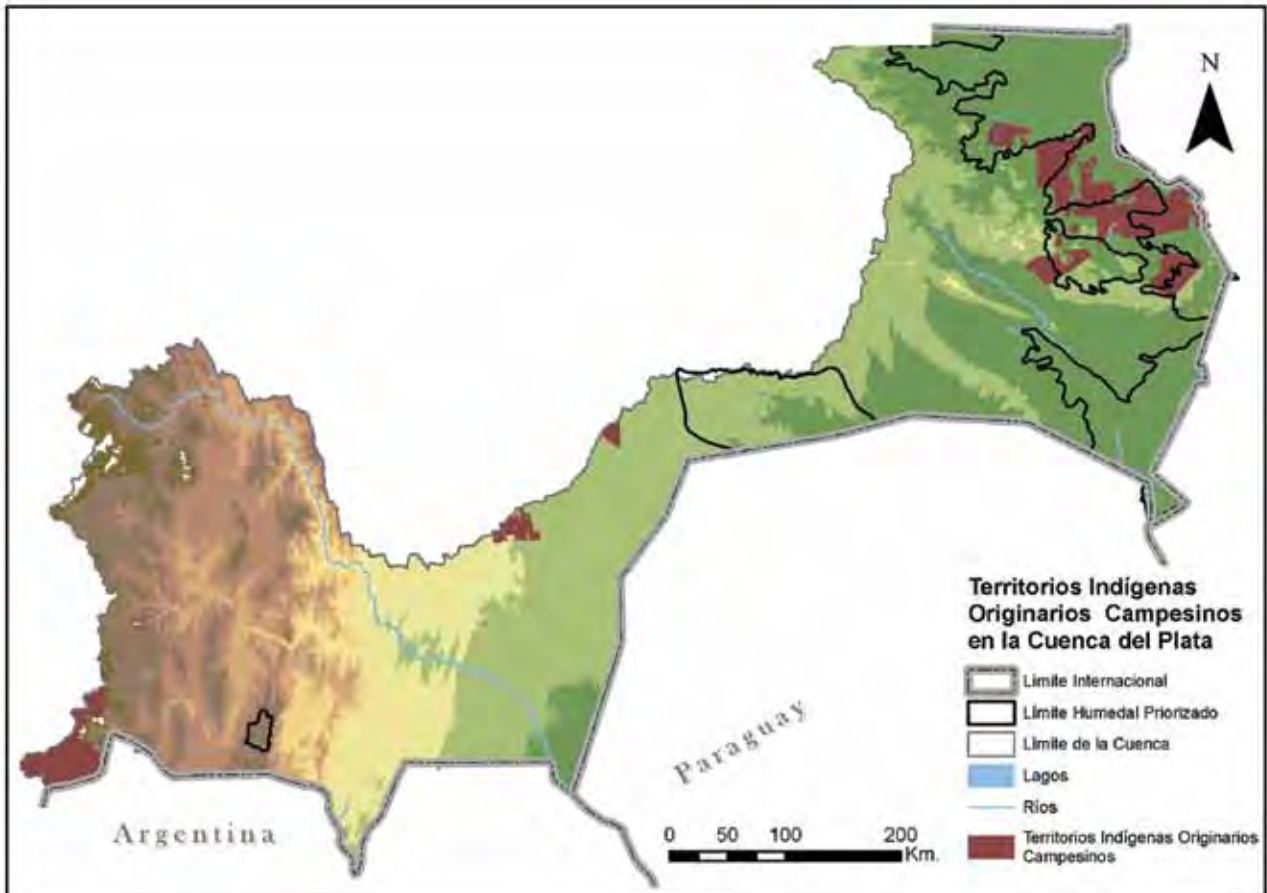 N
Territorios Indígenas
Originarios Campesinos
en la Cuenca del Plata
Límite Internacional
Límite Humedal Priorizado
Límite de la Cuenca
Lagos
Ríos
Territorios Indígenas Originarios
Campesinos
Paraguay
Argentina
0 50 100 200
Km.